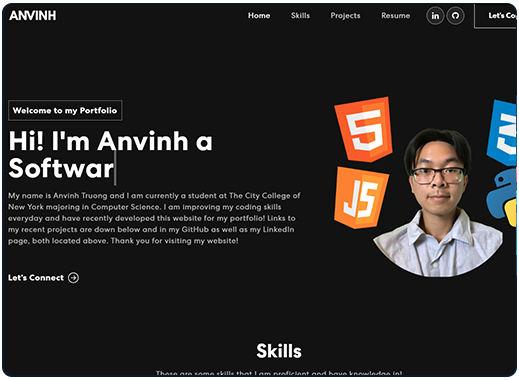 ANVINH
Home Skills Projects Resume in Let's Co
Welcome to my Portfolio
Hi! I'm Anvinh a
Softwar
My name is Anvinh Truong and I am currently a student at The City College of
New York majoring in Computer Science. I am improving my coding skills
everyday and have recently developed this website for my portfolio! Links to
my recent projects are down below and in my GitHub as well as my LinkedIn
page, both located above. Thank you for visiting my website!
Let's Connect
5
JS
3
Skills
These are some skills that I am proficient and have knowledge in!